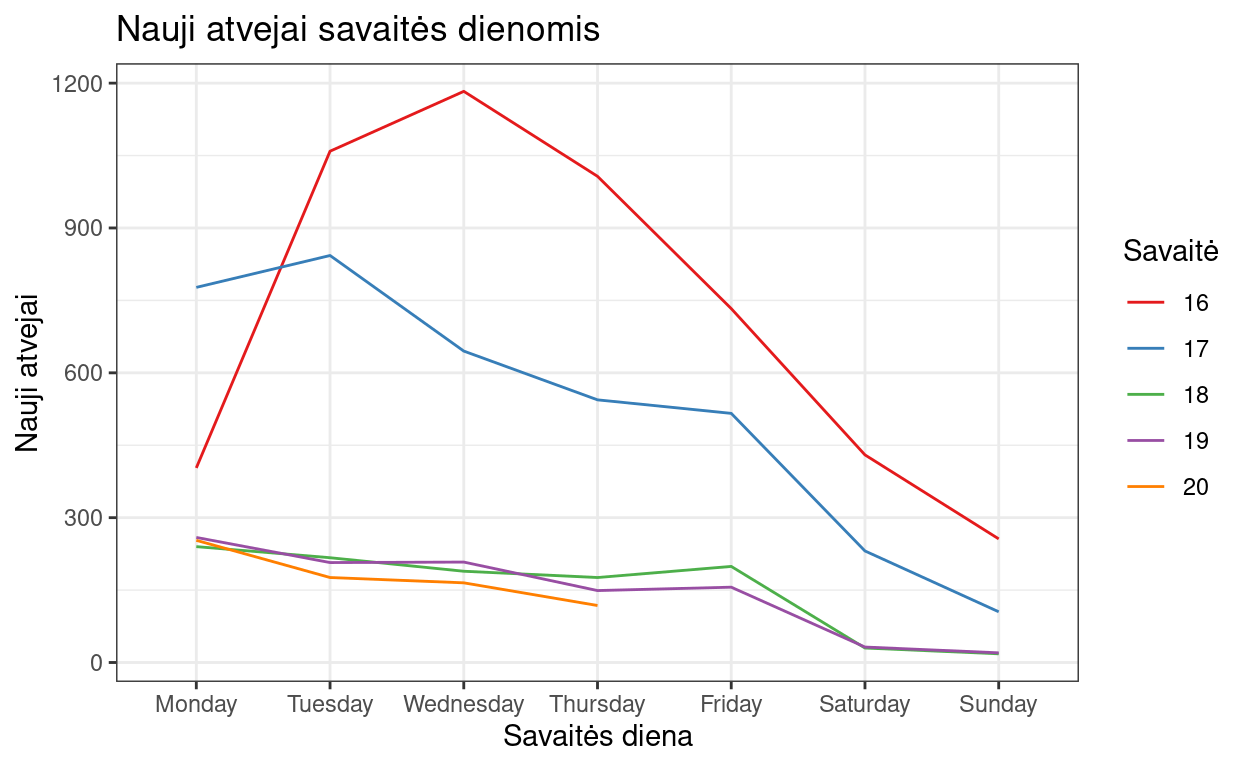 Nauji atvejai savaitės dienomis
Nauji atvejai
1200
900
600
300
0
Monday Tuesday Wednesday Thursday Friday Saturday Sunday
Savaitės diena
Savaitė
16
17
18
19
20